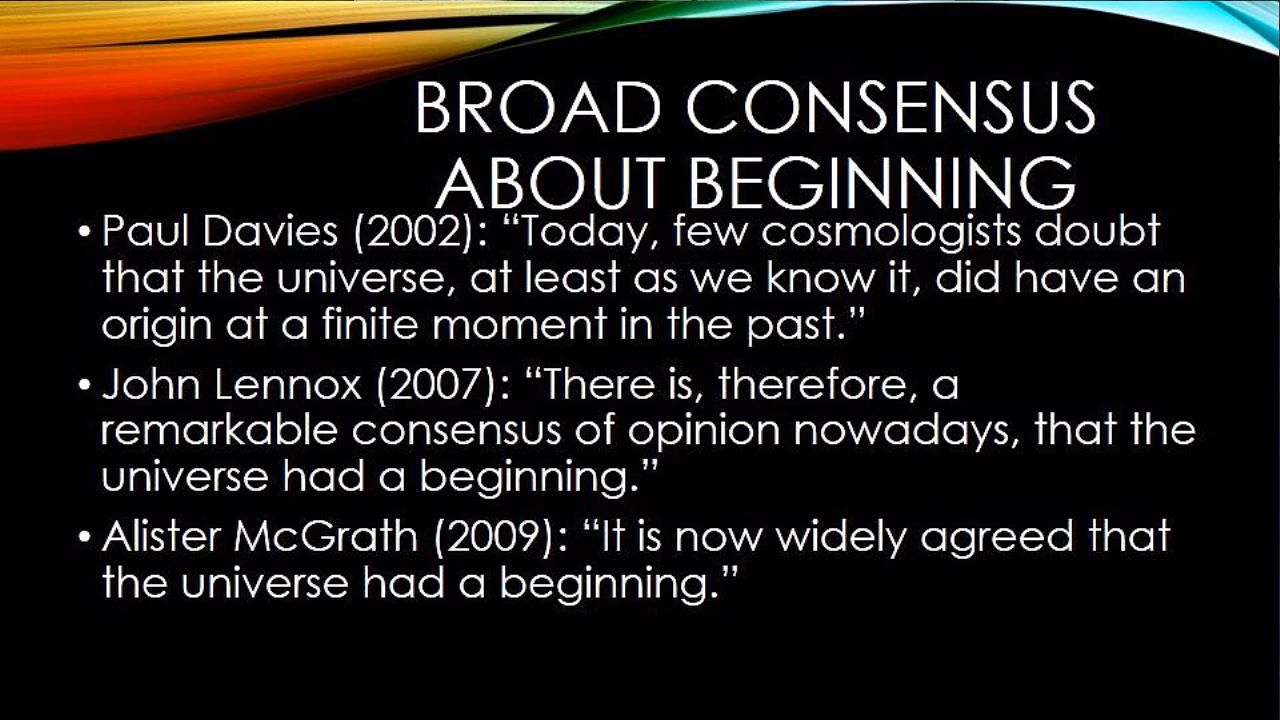 BROAD CONSENSUS
ABOUT BEGINNING
• Paul Davies (2002): “Today, few cosmologists doubt
that the universe, at least as we know it, did have an
origin at a finite moment in the past.”
• John Lennox (2007): “There is, therefore, a
remarkable consensus of opinion nowadays, that the
universe had a beginning.”
• Alister McGrath (2009): “It is now widely agreed that
the universe had a beginning.”